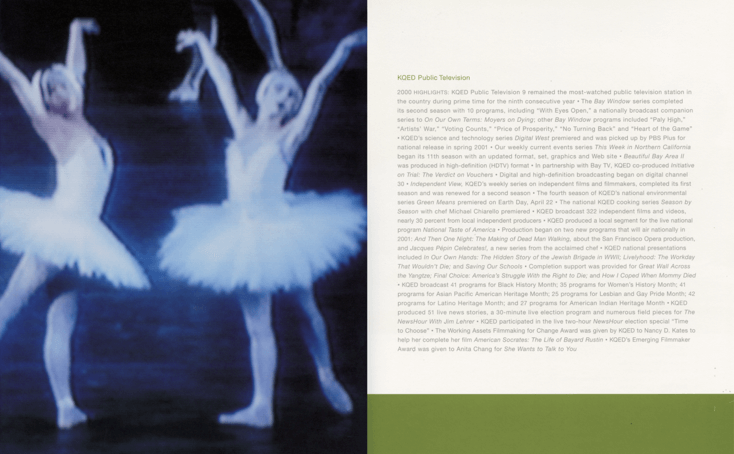 KQED Public Television
2000 HIGHLIGHTS: KQED Public Television 9 remained the most-watched public television station in
the country during prime time for the ninth consecutive year • The Bay Window series completed
its second season with 10 programs, including "With Eyes Open," a nationally broadcast companion
series to On Our Own Terms: Moyers on Dying; other Bay Window programs included "Paly High,"
"Artists' War," "Voting Counts," "Price of Prosperity," "No Turning Back" and "Heart of the Game"
• KQED's science and technology series Digital West premiered and was picked up by PBS Plus for
national release in spring 2001 • Our weekly current events series This Week in Northern California
began its 11th season with an updated format, set, graphics and Web site • Beautiful Bay Area II
was produced in high-definition (HDTV) format • In partnership with Bay TV, KQED co-produced Initiative
on Trial: The Verdict on Vouchers • Digital and high-definition broadcasting began on digital channel
30 • Independent View, KQED's weekly series on independent films and filmmakers, completed its first
season and was renewed for a second season • The fourth season of KQED's national environmental
series Green Means premiered on Earth Day, April 22 • The national KQED cooking series Season by
Season with chef Michael Chiarello premiered • KQED broadcast 322 independent films and videos,
nearly 30 percent from local independent producers • KQED produced a local segment for the live national
program National Taste of America • Production began on two new programs that will air nationally in
2001: And Then One Night: The Making of Dead Man Walking, about the San Francisco Opera production,
and Jacques Pépin Celebrates!, a new series from the acclaimed chef • KQED national presentations
included In Our Own Hands: The Hidden Story of the Jewish Brigade in WWII; Livelyhood: The Workday
That Wouldn't Die; and Saving Our Schools • Completion support was provided for Great Wall Across
the Yangtze; Final Choice: America's Struggle With the Right to Die; and How I Coped When Mommy Died
• KQED broadcast 41 programs for Black History Month; 35 programs for Women's History Month; 41
programs for Asian Pacific American Heritage Month; 25 programs for Lesbian and Gay Pride Month; 42
programs for Latino Heritage Month; and 27 programs for American Indian Heritage Month • KQED
produced 51 live news stories, a 30-minute live election program and numerous field pieces for The
NewsHour With Jim Lehrer • KQED participated in the live two-hour NewsHour election special "Time
to Choose" • The Working Assets Filmmaking for Change Award was given by KQED to Nancy D. Kates to
help her complete her film American Socrates: The Life of Bayard Rustin • KQED's Emerging Filmmaker
Award was given to Anita Chang for She Wants to Talk to You